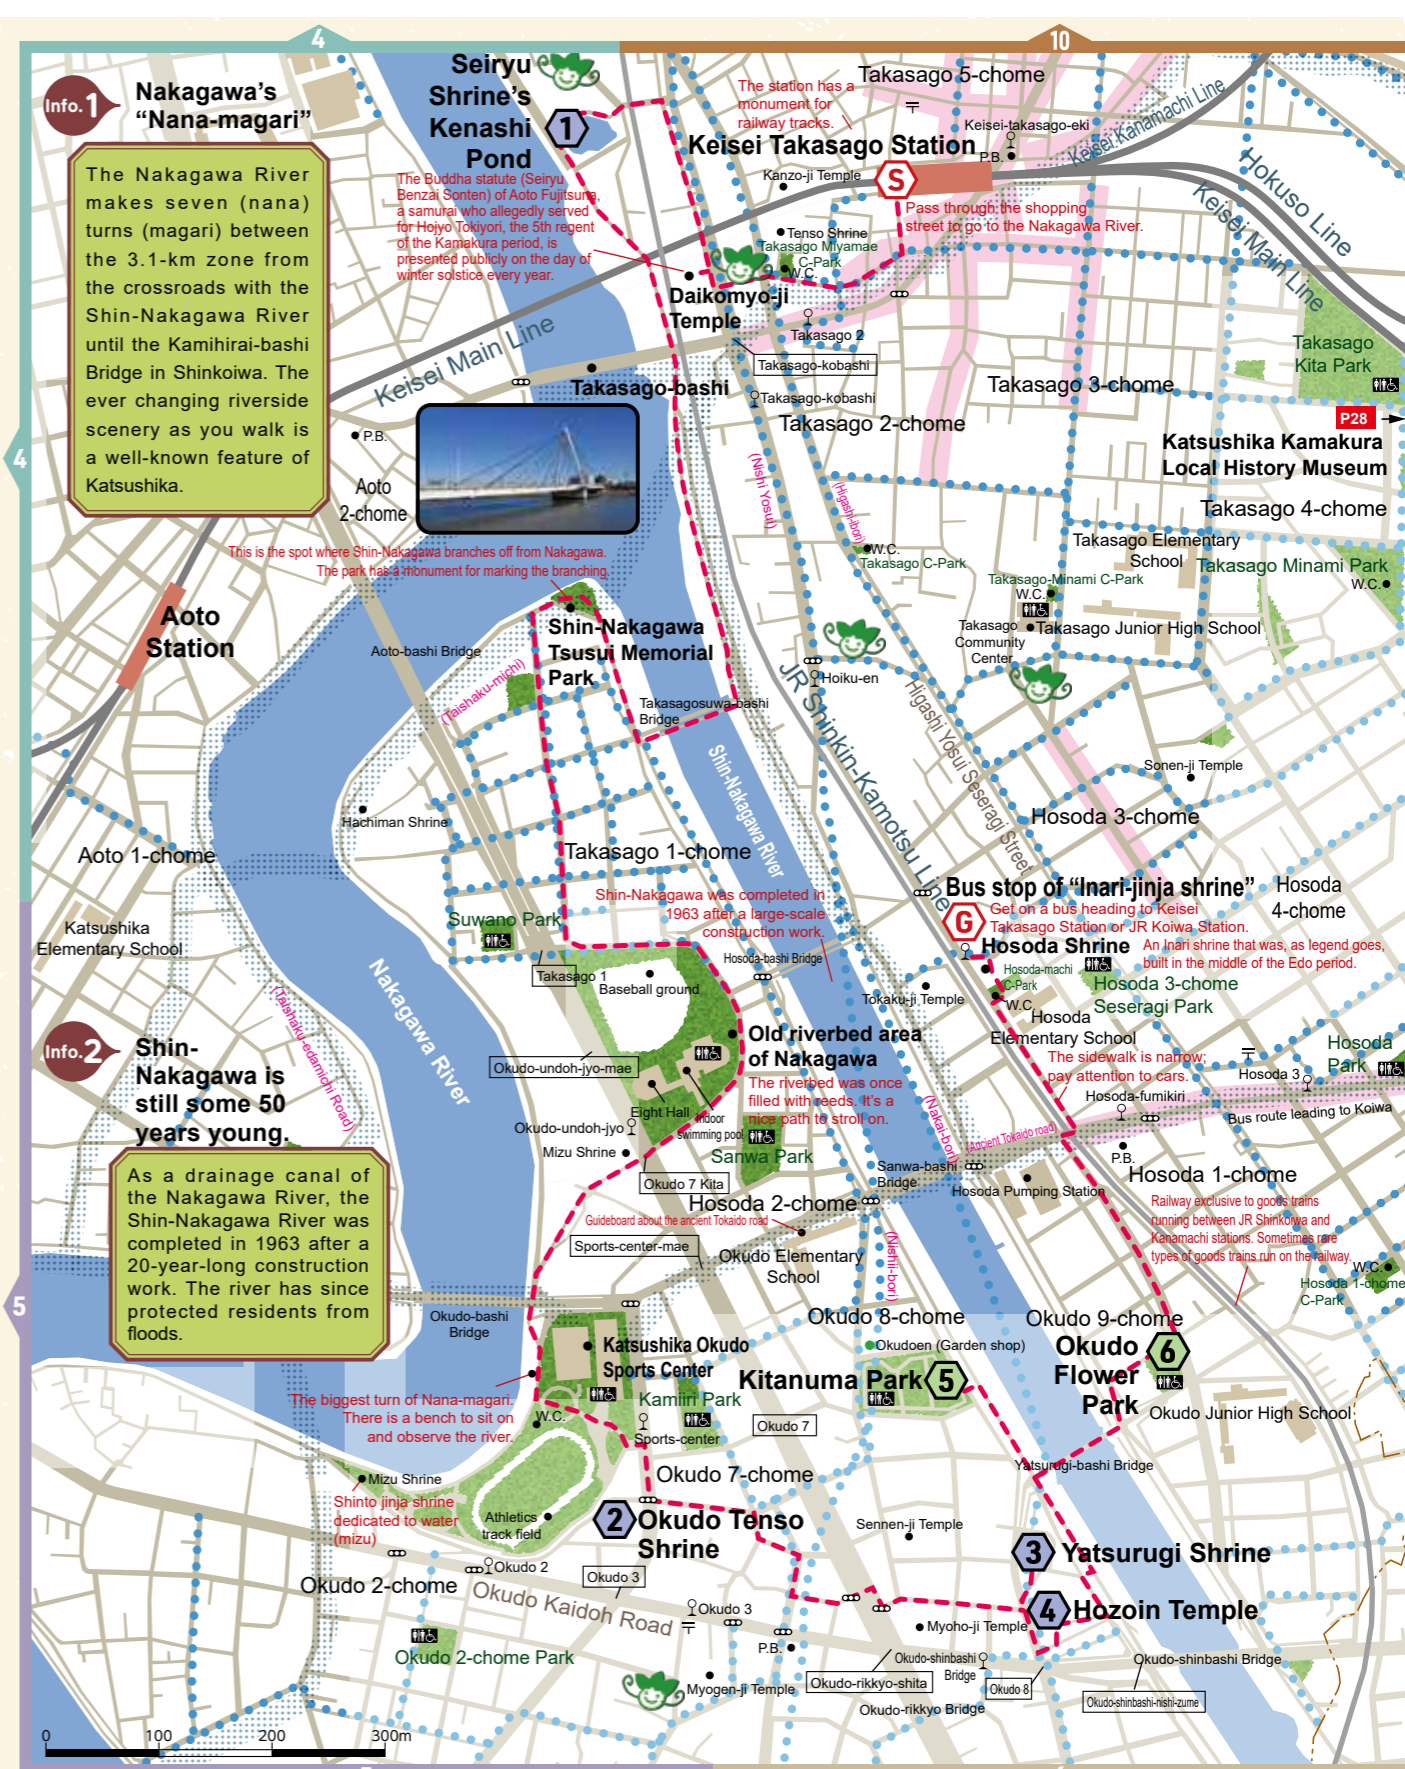 4
10
Info.1
Nakagawa's
“Nana-magari”
The Nakagawa River
makes seven (nana)
turns (magari) between
the 3.1-km zone from
the crossroads with the
Shin-Nakagawa River
until the Kamihirai-bashi
Bridge in Shinkoiwa. The
ever changing riverside
scenery as you walk is
a well-known feature of
Katsushika.
Seiryu
Shrine's
Kenashi
Pond
1
The Buddha statute (Seiryu
Benzai Sonten) of Aoto Fujitsuna,
a samurai who allegedly served
for Hojyo Tokiyori, the 5th regent
of the Kamakura period, is
presented publicly on the day of
winter solstice every year.
The station has a
monument for
railway tracks.
Takasago 5-chome
Keisei-takasago-eki
P.B.
Keisei Takasago Station
S
Kanzo-ji Temple
Keisei Kanamachi Line
Hokuso Line
Keisei Main Line
Pass through the shopping
street to go to the Nakagawa River.
Tenso Shrine
Takasago Miyamae
C-Park
W.C.
Daikomyo-ji
Temple
Takasago 2
Takasago-kobashi
Takasago-kobashi
Keisei Main Line
Takasago-bashi
Takasago 2-chome
Takasago 3-chome
Takasago
Kita Park
P28
Katsushika Kamakura
Local History Museum
Takasago 4-chome
4
P.B.
Aoto
2-chome
(Nishi Yosui)
(Higashi-ibori)
W.C.
Takasago C-Park
Takasago Elementary
School
Takasago Minami Park
W.C.
Takasago-Minami C-Park
W.C.
Takasago
Community
Center
Takasago Junior High School
This is the spot where Shin-Nakagawa branches off from Nakagawa.
The park has a monument for marking the branching.
Aoto
Station
Shin-Nakagawa
Tsusui Memorial
Park
Aoto-bashi Bridge
(Taishaku-michi)
Takasagosuwa-bashi
Bridge
Hoiku-en
JR Shinkin-Kamotsu Line
Higashi Yosui Seseragi Street
Shin-Nakagawa River
Sonen-ji Temple
Hosoda 3-chome
Hachiman Shrine
Aoto 1-chome
Takasago 1-chome
Katsushika
Elementary School
Suwano Park
Shin-Nakagawa was completed in
1963 after a large-scale
construction work.
Bus stop of “Inari-jinja shrine”
G
Get on a bus heading to Keisei
Takasago Station or JR Koiwa Station.
Hosoda
4-chome
Hosoda Shrine
An Inari shrine that was, as legend goes,
built in the middle of the Edo period.
Hosoda-machi
C-Park
W.C.
Hosoda 3-chome
Seseragi Park
Hosoda
Elementary School
Tokaku-ji Temple
Hosoda-bashi Bridge
Takasago 1
Baseball ground
Nakagawa River
(Taishaku-edamichi Road)
Old riverbed area
of Nakagawa
The riverbed was once
filled with reeds. It's a
nice path to stroll on.
Okudo-undoh-jyo-mae
Eight Hall
Indoor
swimming pool
Okudo-undoh-jyo
Mizu Shrine
Sanwa Park
Okudo 7 Kita
The sidewalk is narrow;
pay attention to cars.
Hosoda
Park
Hosoda 3
Hosoda-fumikiri
Bus route leading to Koiwa
(Ancient Tokaido road)
P.B.
Hosoda 1-chome
(Nakai-bori)
Sanwa-bashi
Bridge
Hosoda Pumping Station
Info.2
Shin-
Nakagawa is
still some 50
years young.
As a drainage canal of
the Nakagawa River, the
Shin-Nakagawa River was
completed in 1963 after a
20-year-long construction
work. The river has since
protected residents from
floods.
5
Hosoda 2-chome
Guideboard about the ancient Tokaido road
Sports-center-mae
Okudo Elementary
School
(Nishii-bori)
Railway exclusive to goods trains
running between JR Shinkoiwa and
Kanamachi stations. Sometimes rare
types of goods trains run on the railway.
W.C.
Hosoda 1-chome
C-Park
Okudo-bashi
Bridge
Okudo 8-chome
Okudoen (Garden shop)
Okudo 9-chome
Okudo
Flower
Park
6
Katsushika Okudo
Sports Center
Kitanuma Park
5
Okudo Junior High School
The biggest turn of Nana-magari.
There is a bench to sit on
and observe the river.
W.C.
Kamiiri Park
Sports-center
Okudo 7
Yatsurugi-bashi Bridge
Mizu Shrine
Shinto jinja shrine
dedicated to water
(mizu)
Okudo 7-chome
Athletics
track field
2
Okudo Tenso
Shrine
Sennen-ji Temple
3
Yatsurugi Shrine
4
Hozoin Temple
Okudo 2
Okudo 2-chome
Okudo 3
Okudo Kaidoh Road
Okudo 3
P.B.
Myoho-ji Temple
Okudo-shinbashi
Bridge
Okudo 8
Okudo-shinbashi Bridge
Okudo-shinbashi-nishi-zume
Okudo 2-chome Park
Myogen-ji Temple
Okudo-rikkyo-shita
Okudo-rikkyo Bridge
0 100 200 300m